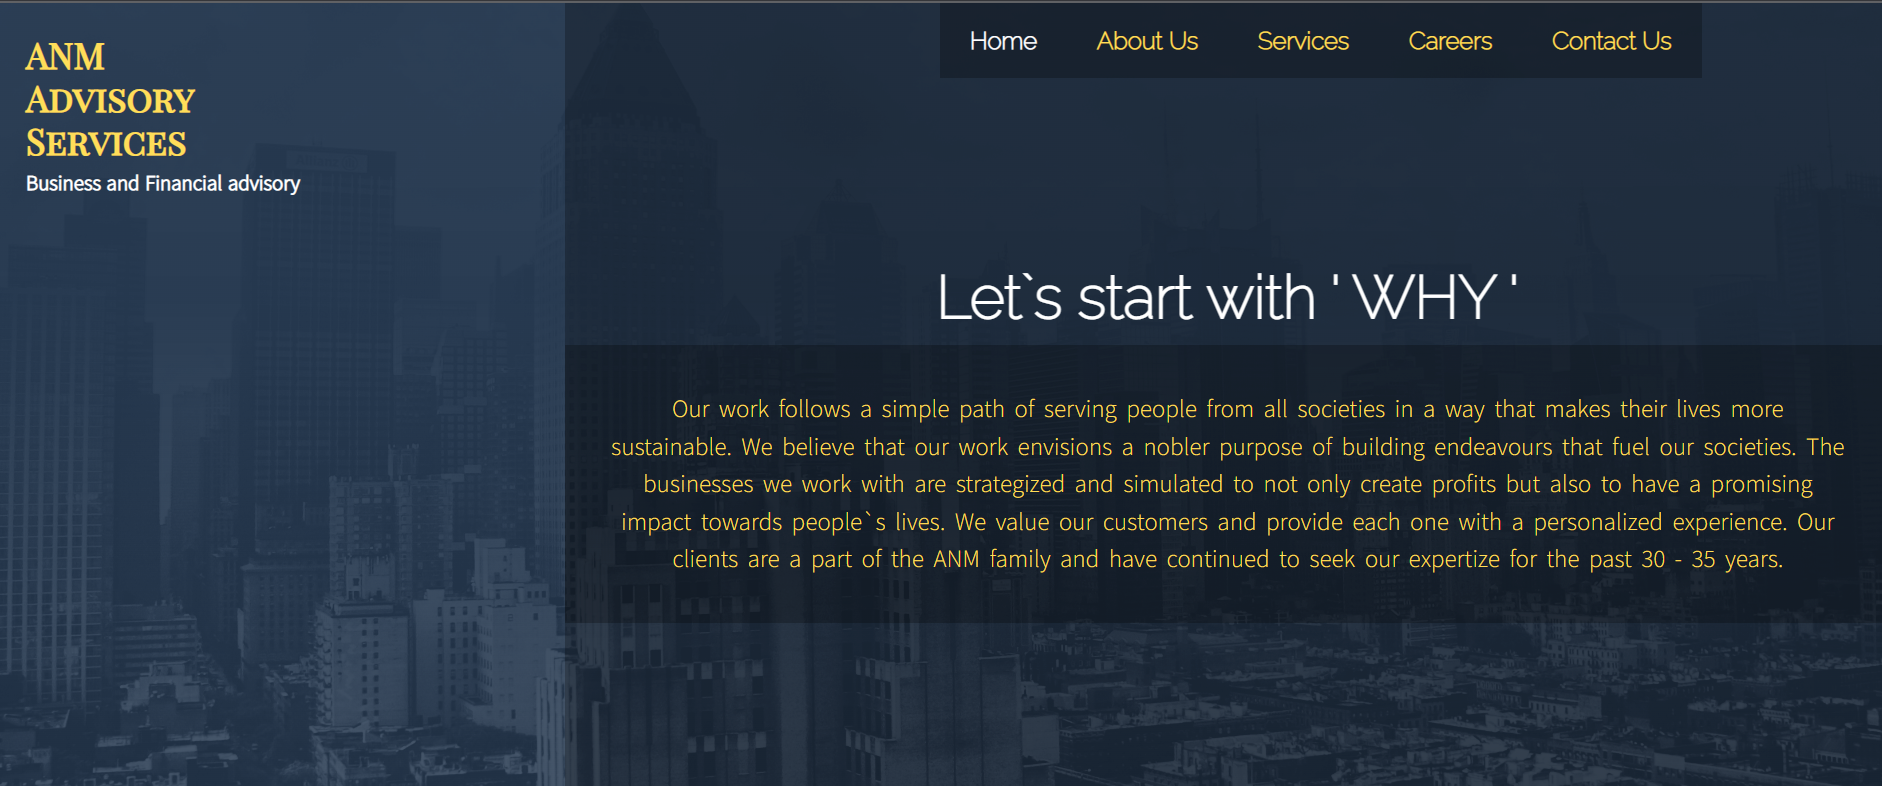 ANM
ADVISORY
SERVICES
Business and Financial advisory
Home About Us Services Careers Contact Us
Let`s start with ' WHY '
Our work follows a simple path of serving people from all societies in a way that makes their lives more
sustainable. We believe that our work envisions a nobler purpose of building endeavours that fuel our societies. The
businesses we work with are strategized and simulated to not only create profits but also to have a promising
impact towards people`s lives. We value our customers and provide each one with a personalized experience. Our
clients are a part of the ANM family and have continued to seek our expertize for the past 30 - 35 years.